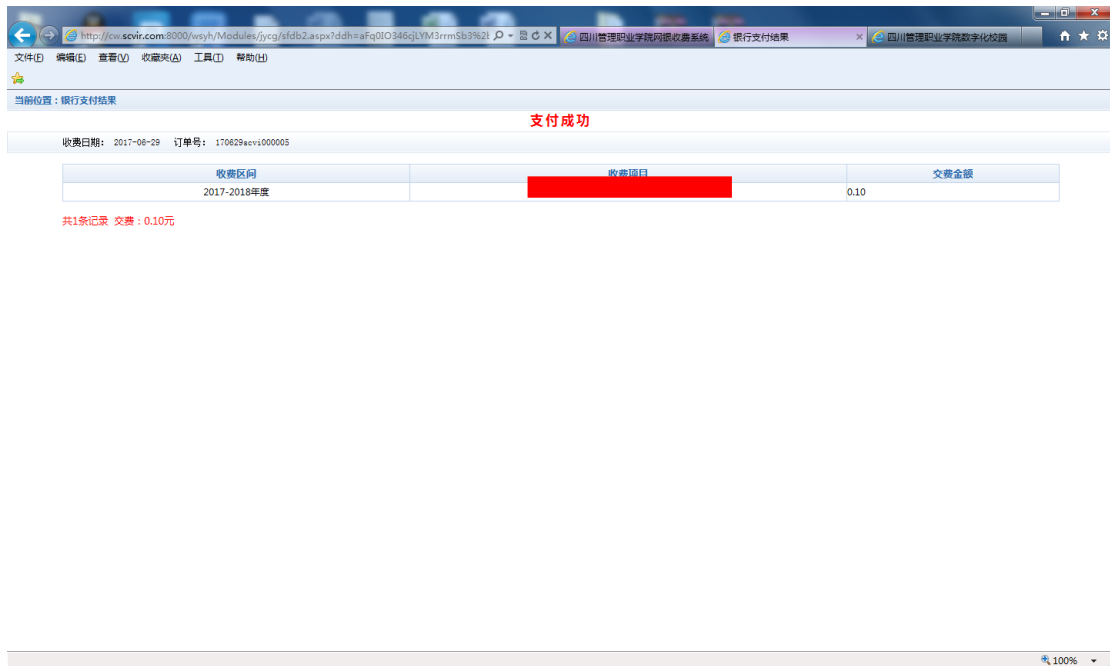 http://cw.scvir.com:8000/wsyh/Modules/jycg/sfdb2.aspx?ddh=aFq0IO346cjLYM3rrmSb3%2l
四川管理职业学院网银收费系统
银行支付结果
四川管理职业学院数字化校园
文件(F) 编辑(E) 查看(V) 收藏夹(A) 工具(T) 帮助(H)
当前位置：银行支付结果
支付成功
收费日期： 2017-06-29 订单号： 170629scvi000005
收费区间 收费项目 交费金额
2017-2018年度 0.10
共1条记录 交费：0.10元
100%